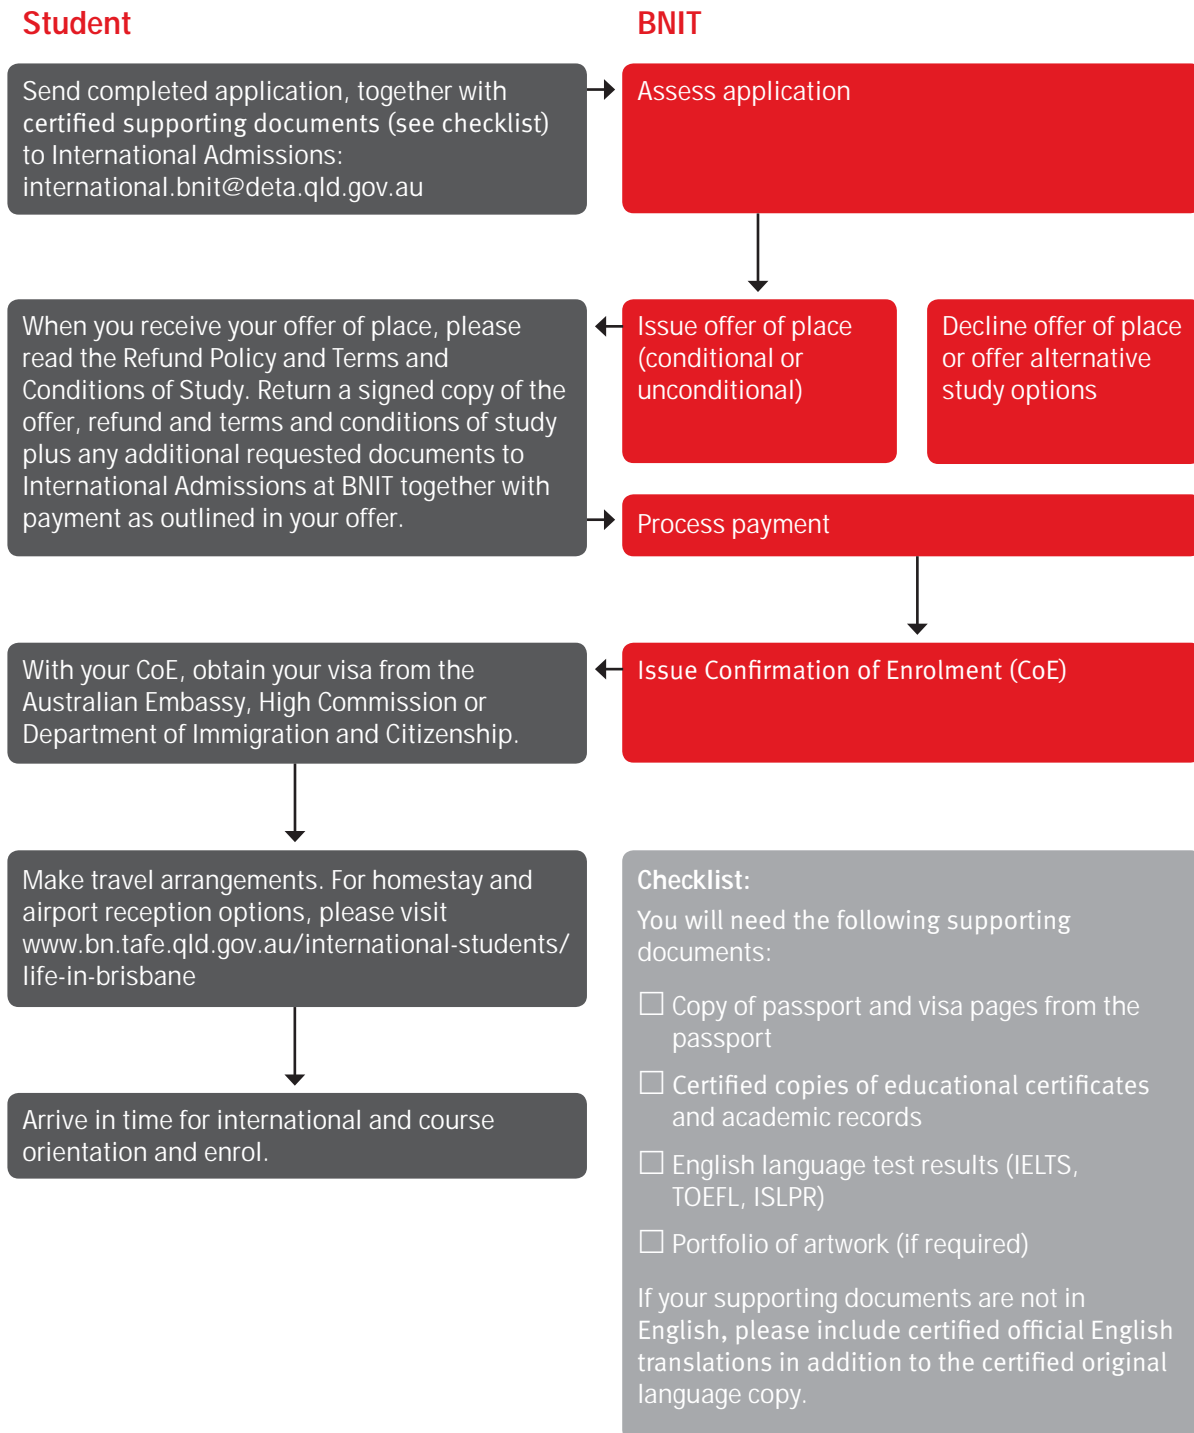 Student
BNIT
Send completed application, together with
certified supporting documents (see checklist)
to International Admissions:
international.bnit@deta.qld.gov.au
Assess application
When you receive your offer of place, please
read the Refund Policy and Terms and
Conditions of Study. Return a signed copy of the
offer, refund and terms and conditions of study
plus any additional requested documents to
International Admissions at BNIT together with
payment as outlined in your offer.
Issue offer of place
(conditional or
unconditional)
Decline offer of place
or offer alternative
study options
Process payment
With your CoE, obtain your visa from the
Australian Embassy, High Commission or
Department of Immigration and Citizenship.
Issue Confirmation of Enrolment (CoE)
Make travel arrangements. For homestay and
airport reception options, please visit
www.bn.tafe.qld.gov.au/international-students/
life-in-brisbane
Arrive in time for international and course
orientation and enrol.
Checklist:
You will need the following supporting
documents:
Copy of passport and visa pages from the
passport
Certified copies of educational certificates
and academic records
English language test results (IELTS,
TOEFL, ISLPR)
Portfolio of artwork (if required)
If your supporting documents are not in
English, please include certified official English
translations in addition to the certified original
language copy.